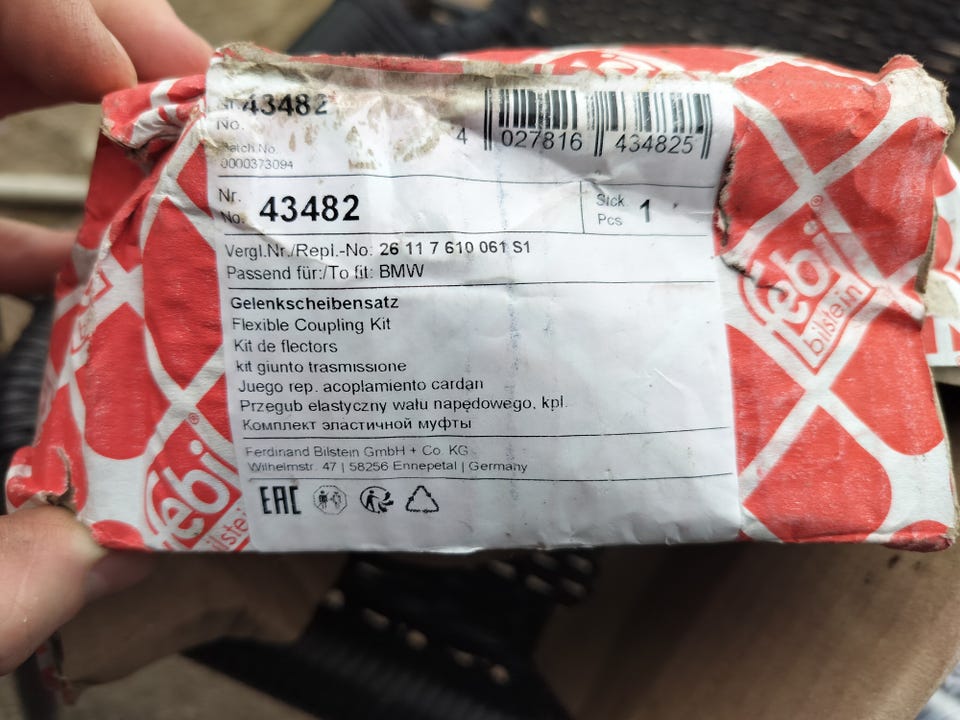 Nr. 43482
No.
Batch No.
0000373094
4 027816 434825
Nr.
No. 43482
Stck.
Pcs 1
Vergl.Nr./Repl.-No: 26 11 7 610 061 S1
Passend für:/To fit: BMW
Gelenkscheibensatz
Flexible Coupling Kit
Kit de flectors
kit giunto trasmissione
Juego rep. acoplamiento cardan
Przegub elastyczny wału napędowego, kpl.
Комплект эластичной муфты
Ferdinand Bilstein GmbH + Co. KG
Wilhelmstr. 47 | 58256 Ennepetal | Germany
EAC
febi®
bilstein
febi®
bilstein